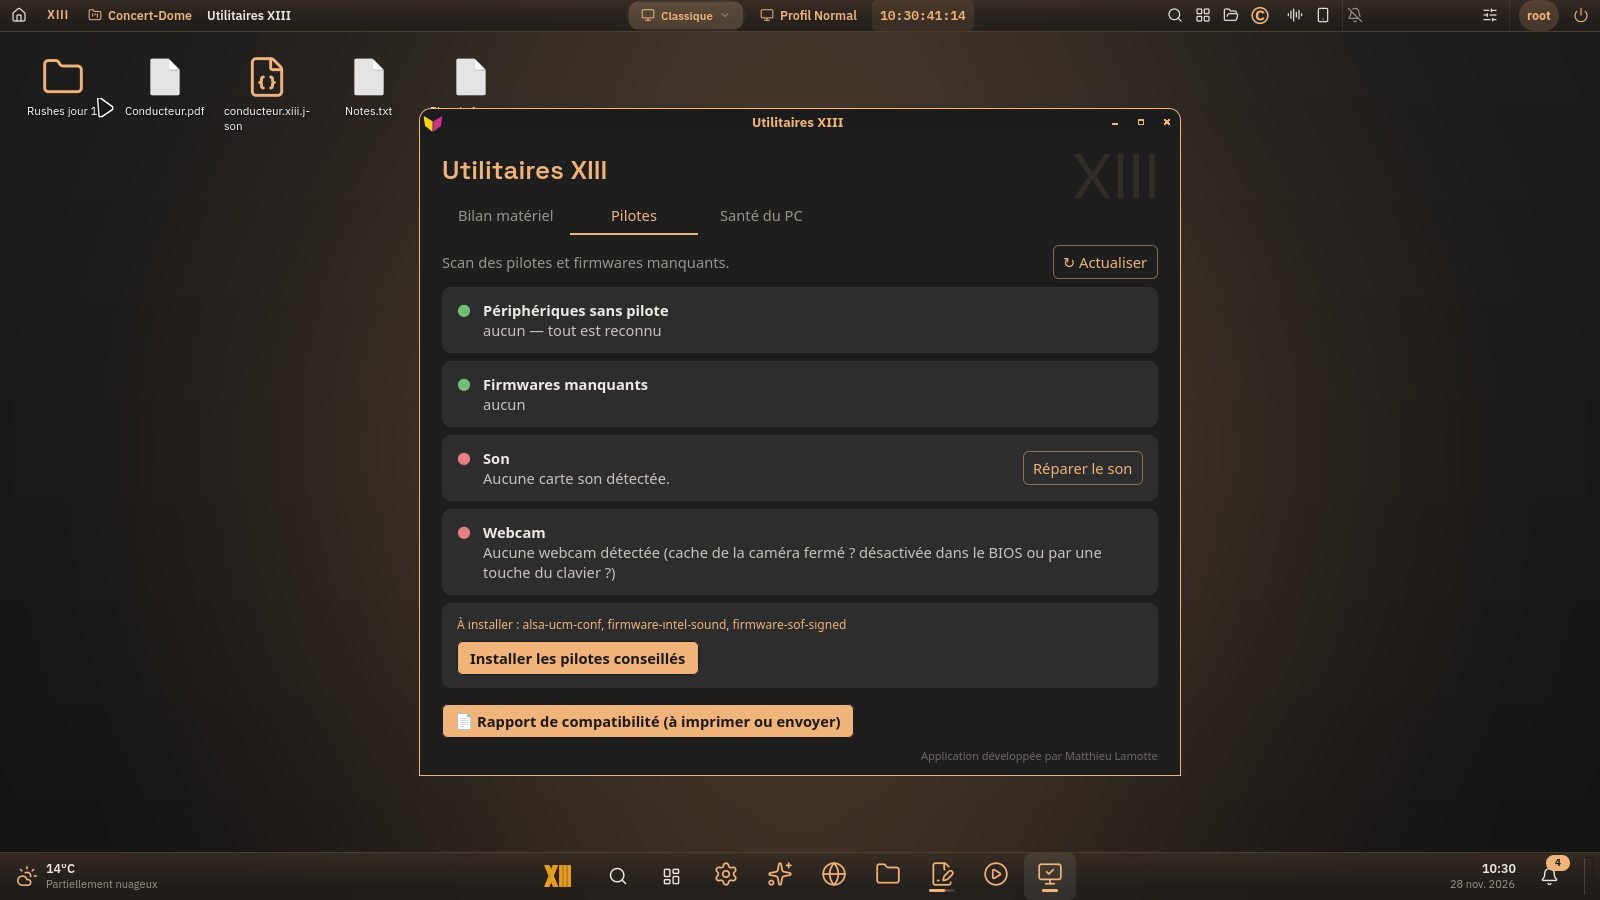 XIII
Concert-Dome
Utilitaires XIII
Classique
Profil Normal
10:30:41:14
root
Rushes jour 1
Conducteur.pdf
conducteur.xiii.j-
son
Notes.txt
Utilitaires XIII
Utilitaires XIII
XIII
Bilan matériel
Pilotes
Santé du PC
Scan des pilotes et firmwares manquants.
↻ Actualiser
Périphériques sans pilote
aucun — tout est reconnu
Firmwares manquants
aucun
Son
Aucune carte son détectée.
Réparer le son
Webcam
Aucune webcam détectée (cache de la caméra fermé ? désactivée dans le BIOS ou par une
touche du clavier ?)
À installer : alsa-ucm-conf, firmware-intel-sound, firmware-sof-signed
Installer les pilotes conseillés
Rapport de compatibilité (à imprimer ou envoyer)
Application développée par Matthieu Lamotte
14°C
Partiellement nuageux
XIII
10:30
28 nov. 2026
4